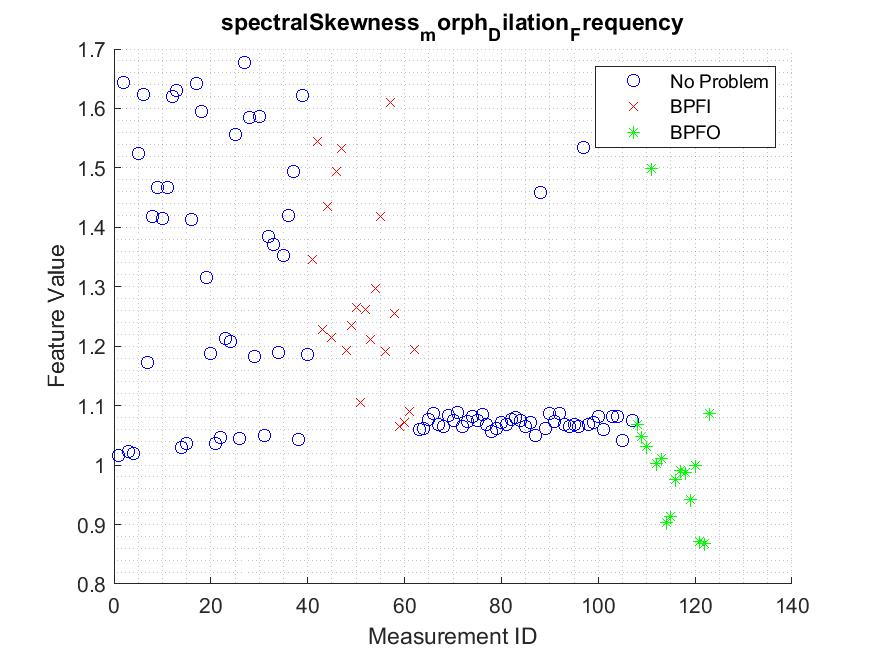 spectralSkewness_morph_Dilation_Frequency
1.7
1.6
1.5
1.4
1.3
1.2
1.1
1
0.9
0.8
Feature Value
No Problem
BPFI
BPFO
0 20 40 60 80 100 120 140
Measurement ID